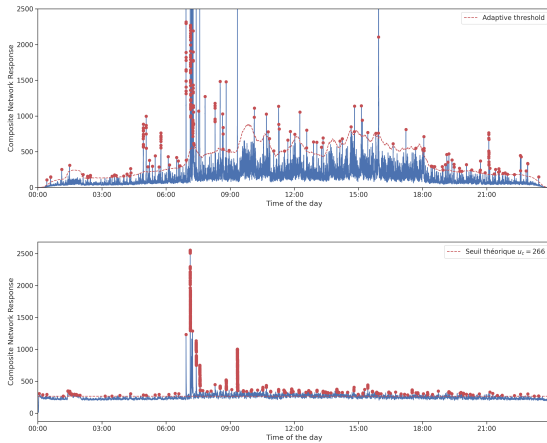 Adaptive threshold
Composite Network Response
3000
2500
2000
1500
1000
500
0
00:00 03:00 06:00 09:00 12:00 15:00 18:00 21:00
Time of the day
Seuil théorique uτ = 266
Composite Network Response
2500
2000
1500
1000
500
0
00:00 03:00 06:00 09:00 12:00 15:00 18:00 21:00
Time of the day